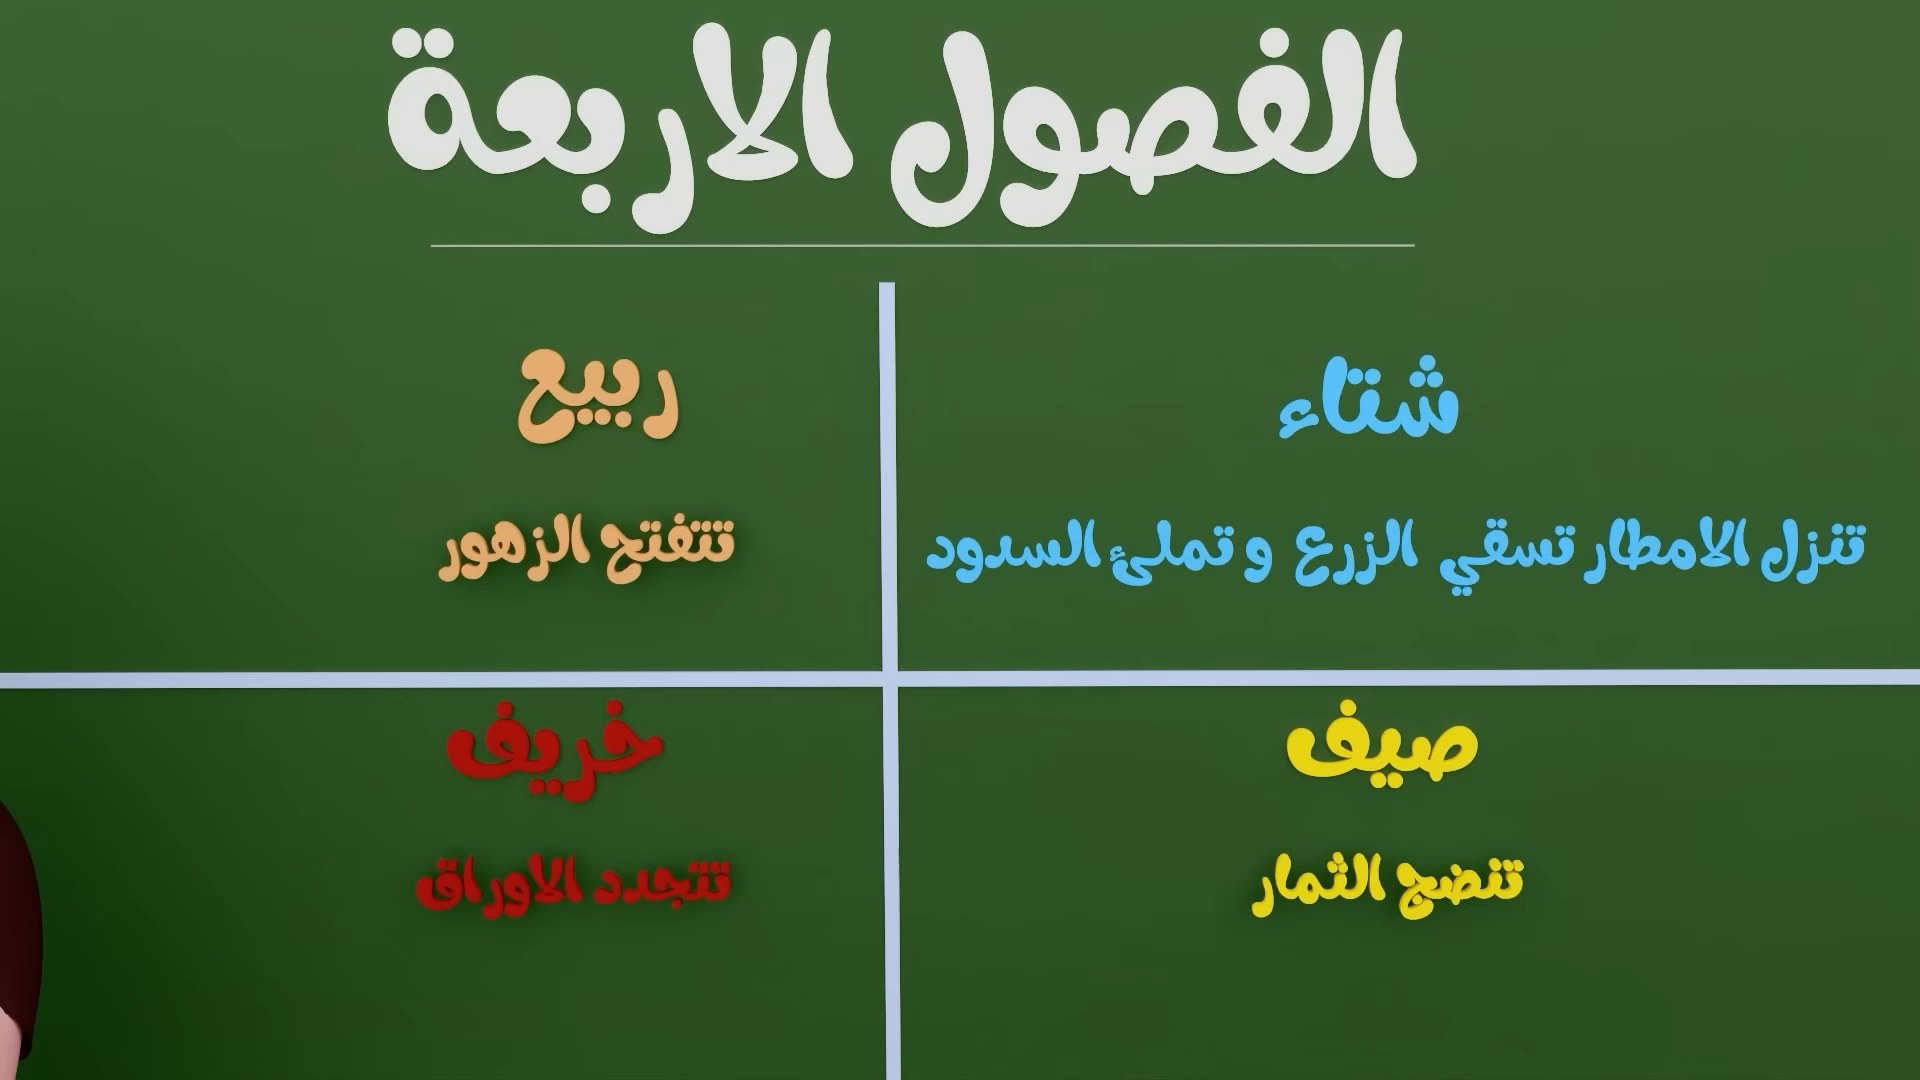 الفصول الاربعة
شتاء
تنزل الامطار تسقي الزرع و تملئ السدود
ربيع
تتفتح الزهور
صيف
تنضج الثمار
خريف
تتجدد الاوراق